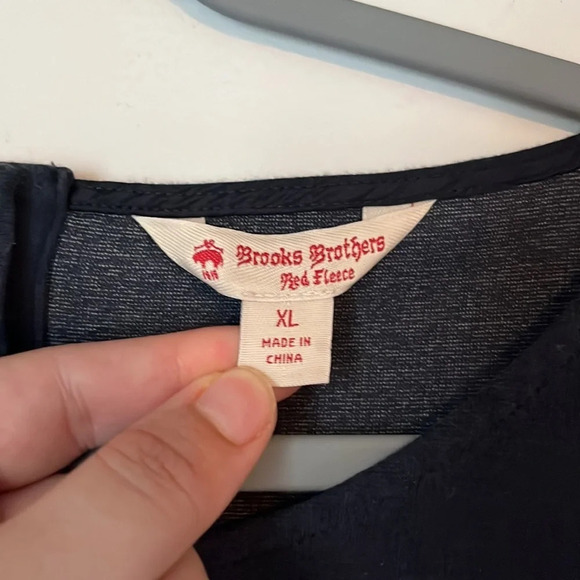 Brooks Brothers
Red Fleece
XL
MADE IN
CHINA